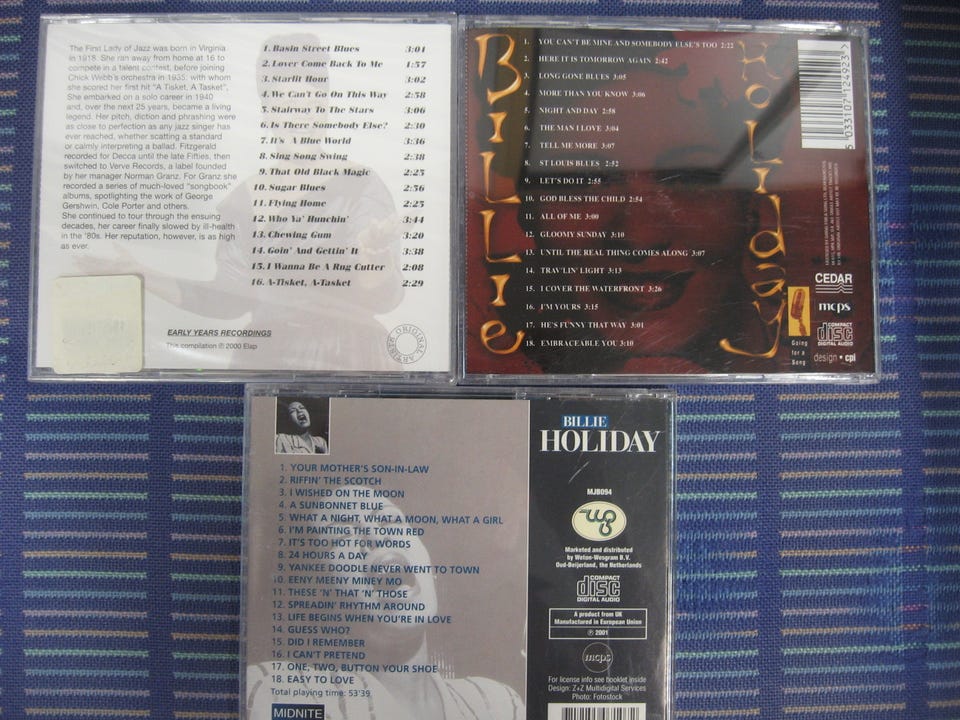 The First Lady of Jazz was born in Virginia
in 1918. She ran away from home at 16 to
compete in a talent contest, before joining
Chick Webb's orchestra in 1935: with whom
she scored her first hit "A Tisket, A Tasket".
She embarked on a solo career in 1940
and, over the next 25 years, became a living
legend. Her pitch, diction and phrasing were
as close to perfection as any jazz singer has
ever reached, whether scatting a standard
or calmly interpreting a ballad. Fitzgerald
recorded for Decca until the late Fifties, then
switched to Verve Records, a label founded
by her manager Norman Granz. For Granz she
recorded a series of much-loved "songbook"
albums, spotlighting the work of George
Gershwin, Cole Porter and others.
She continued to tour through the ensuing
decades, her career finally slowed by ill-health
in the '80s. Her reputation, however, is as high
as ever.
1. Basin Street Blues 3:01
2. Lover Come Back To Me 1:57
3. Starlit Hour 3:02
4. We Can't Go On This Way 2:58
5. Stairway To The Stars 3:06
6. Is There Somebody Else? 2:30
7. It's A Blue World 3:36
8. Sing Song Swing 2:38
9. That Old Black Magic 2:25
10. Sugar Blues 2:56
11. Flying Home 2:25
12. Who Ya' Hunchin' 3:44
13. Chewing Gum 3:20
14. Goin' And Gettin' It 3:38
15. I Wanna Be A Rug Cutter 2:08
16. A-Tisket, A-Tasket 2:29
EARLY YEARS RECORDINGS
This compilation ℗ 2000 Elap
ORIGINAL ARTIST
BILLIE
HOLIDAY
1. YOU CAN'T BE MINE AND SOMEBODY ELSE'S TOO 2:22
2. HERE IT IS TOMORROW AGAIN 2:42
3. LONG GONE BLUES 3:05
4. MORE THAN YOU KNOW 3:06
5. NIGHT AND DAY 2:58
6. THE MAN I LOVE 3:04
7. TELL ME MORE 3:07
8. ST LOUIS BLUES 2:52
9. LET'S DO IT 2:55
10. GOD BLESS THE CHILD 2:54
11. ALL OF ME 3:00
12. GLOOMY SUNDAY 3:10
13. UNTIL THE REAL THING COMES ALONG 3:07
14. TRAV'LIN' LIGHT 3:13
15. I COVER THE WATERFRONT 3:26
16. I'M YOURS 3:15
17. HE'S FUNNY THAT WAY 3:01
18. EMBRACEABLE YOU 3:10
5 033107 124923
CEDAR
mcps
COMPACT
disc
DIGITAL AUDIO
Going
for a
Song
design • cpl
1. YOUR MOTHER'S SON-IN-LAW
2. RIFFIN' THE SCOTCH
3. I WISHED ON THE MOON
4. A SUNBONNET BLUE
5. WHAT A NIGHT, WHAT A MOON, WHAT A GIRL
6. I'M PAINTING THE TOWN RED
7. IT'S TOO HOT FOR WORDS
8. 24 HOURS A DAY
9. YANKEE DOODLE NEVER WENT TO TOWN
10. EENY MEENY MINEY MO
11. THESE 'N' THAT 'N' THOSE
12. SPREADIN' RHYTHM AROUND
13. LIFE BEGINS WHEN YOU'RE IN LOVE
14. GUESS WHO?
15. DID I REMEMBER
16. I CAN'T PRETEND
17. ONE, TWO, BUTTON YOUR SHOE
18. EASY TO LOVE
Total playing time: 53'39
MIDNITE
BILLIE
HOLIDAY
MJB094
Marketed and distributed
by Weton-Wesgram B.V.
Oud-Beijerland, the Netherlands
COMPACT
disc
DIGITAL AUDIO
A product from UK
Manufactured in European Union
℗ 2001
mcps
For license info see booklet inside
Design: Z+Z Multidigital Services
Photo: Fotostock